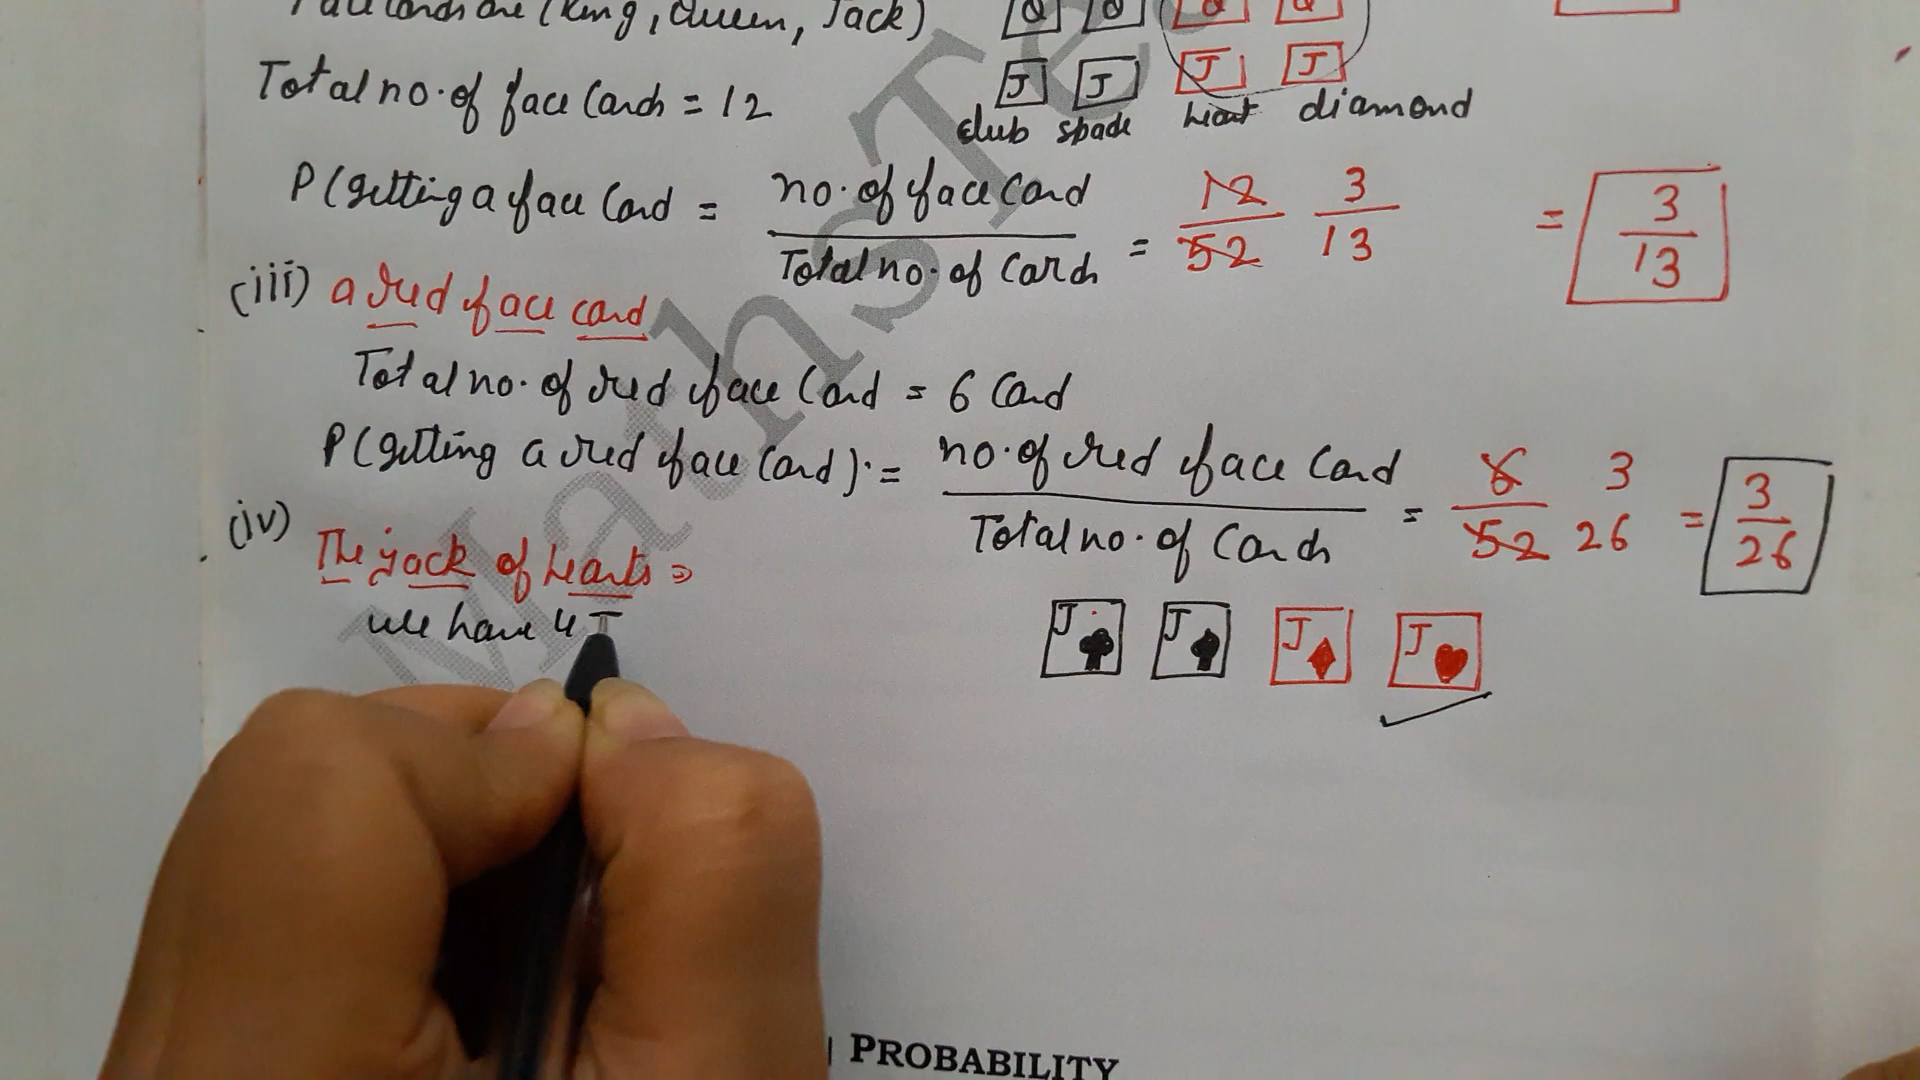 Face Cards are (King, Queen, Jack)
Q Q Q Q
Total no. of face Cards = 12
J J J J
club spade heart diamond
P(getting a face Card = no. of face Card / Total no. of Cards = 12/52 3/13 = 3/13
(iii) a red face card
Total no. of red face Card = 6 Card
P(getting a red face Card). = no. of red face Card / Total no. of Cards = 6/52 3/26 = 3/26
(iv) The jack of hearts ⇒
we have 4 J
J♣ J♠ J♦ J♥
MathsTe
PROBABILITY